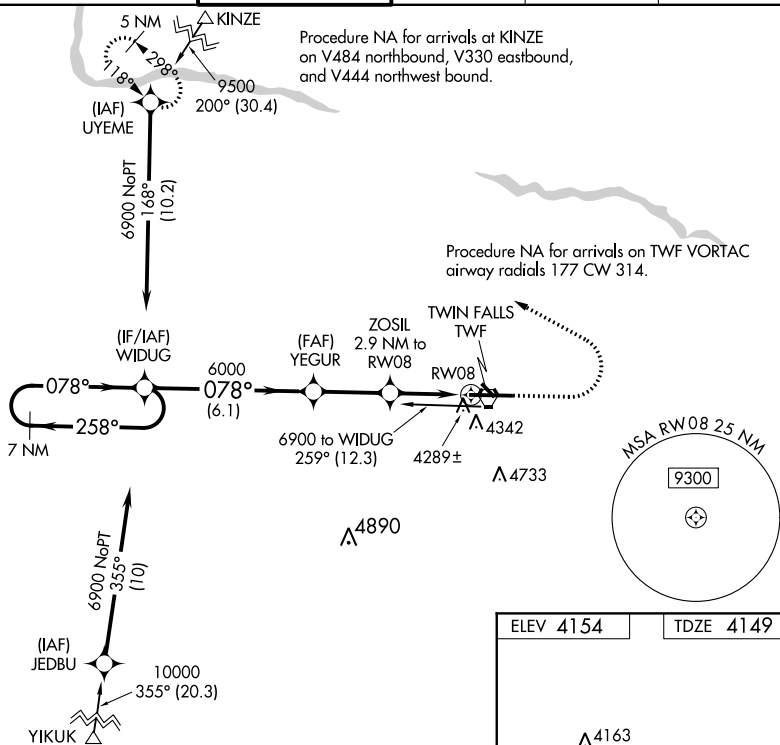 5 NM
KINZE
Procedure NA for arrivals at KINZE
on V484 northbound, V330 eastbound,
and V444 northwest bound.
298°
118°
9500
200° (30.4)
(IAF)
UYEME
6900 NoPT
168°
(10.2)
Procedure NA for arrivals on TWF VORTAC
airway radials 177 CW 314.
(IF/IAF)
WIDUG
6000
078°
(6.1)
(FAF)
YEGUR
ZOSIL
2.9 NM to
RW08
TWIN FALLS
TWF
RW08
078°
258°
7 NM
6900 to WIDUG
259° (12.3)
4289±
4342
4733
4890
MSA RW08 25 NM
9300
6900 NoPT
355°
(10)
(IAF)
JEDBU
10000
355° (20.3)
YIKUK
ELEV 4154
TDZE 4149
4163